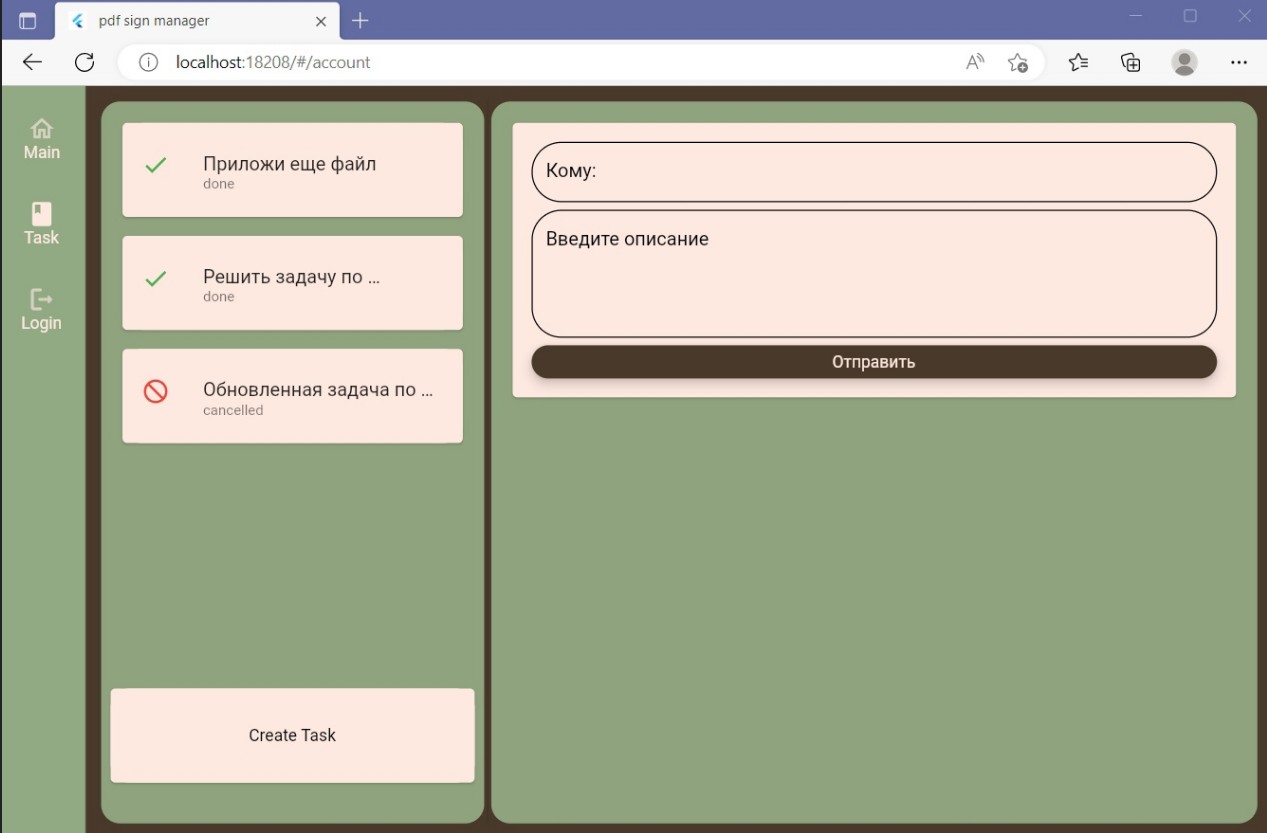 pdf sign manager
localhost:18208/#/account
Main
Task
Login
Приложи еще файл
done
Решить задачу по ...
done
Обновленная задача по ...
cancelled
Create Task
Кому:
Введите описание
Отправить